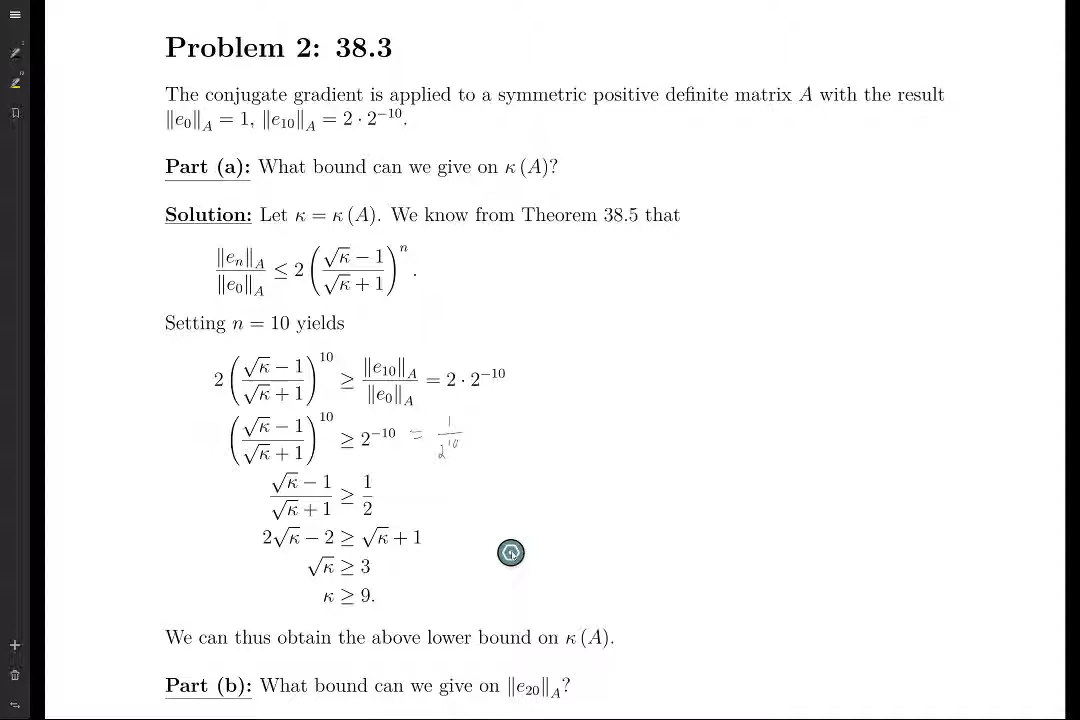 Problem 2: 38.3
The conjugate gradient is applied to a symmetric positive definite matrix A with the result
‖e₀‖_A = 1, ‖e₁₀‖_A = 2 · 2⁻¹⁰.
Part (a): What bound can we give on κ (A)?
Solution: Let κ = κ (A). We know from Theorem 38.5 that
‖eₙ‖_A / ‖e₀‖_A ≤ 2 ((√κ − 1)/(√κ + 1))ⁿ.
Setting n = 10 yields
2 ((√κ − 1)/(√κ + 1))¹⁰ ≥ ‖e₁₀‖_A / ‖e₀‖_A = 2 · 2⁻¹⁰
((√κ − 1)/(√κ + 1))¹⁰ ≥ 2⁻¹⁰ = 1/2¹⁰
(√κ − 1)/(√κ + 1) ≥ 1/2
2√κ − 2 ≥ √κ + 1
√κ ≥ 3
κ ≥ 9.
We can thus obtain the above lower bound on κ (A).
Part (b): What bound can we give on ‖e₂₀‖_A?